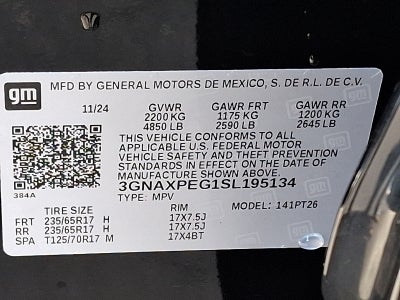 gm MFD BY GENERAL MOTORS DE MEXICO, S. DE R.L. DE C.V.
11/24 GVWR GAWR FRT GAWR RR
2200 KG 1175 KG 1200 KG
4850 LB 2590 LB 2645 LB
THIS VEHICLE CONFORMS TO ALL
APPLICABLE U.S. FEDERAL MOTOR
VEHICLE SAFETY AND THEFT PREVENTION
STANDARDS IN EFFECT ON THE DATE OF
MANUFACTURE SHOWN ABOVE.
384A 3GNAXPEG1SL195134
TYPE: MPV MODEL: 141PT26
TIRE SIZE RIM
FRT 235/65R17 H 17X7.5J
RR 235/65R17 H 17X7.5J
SPA T125/70R17 M 17X4BT